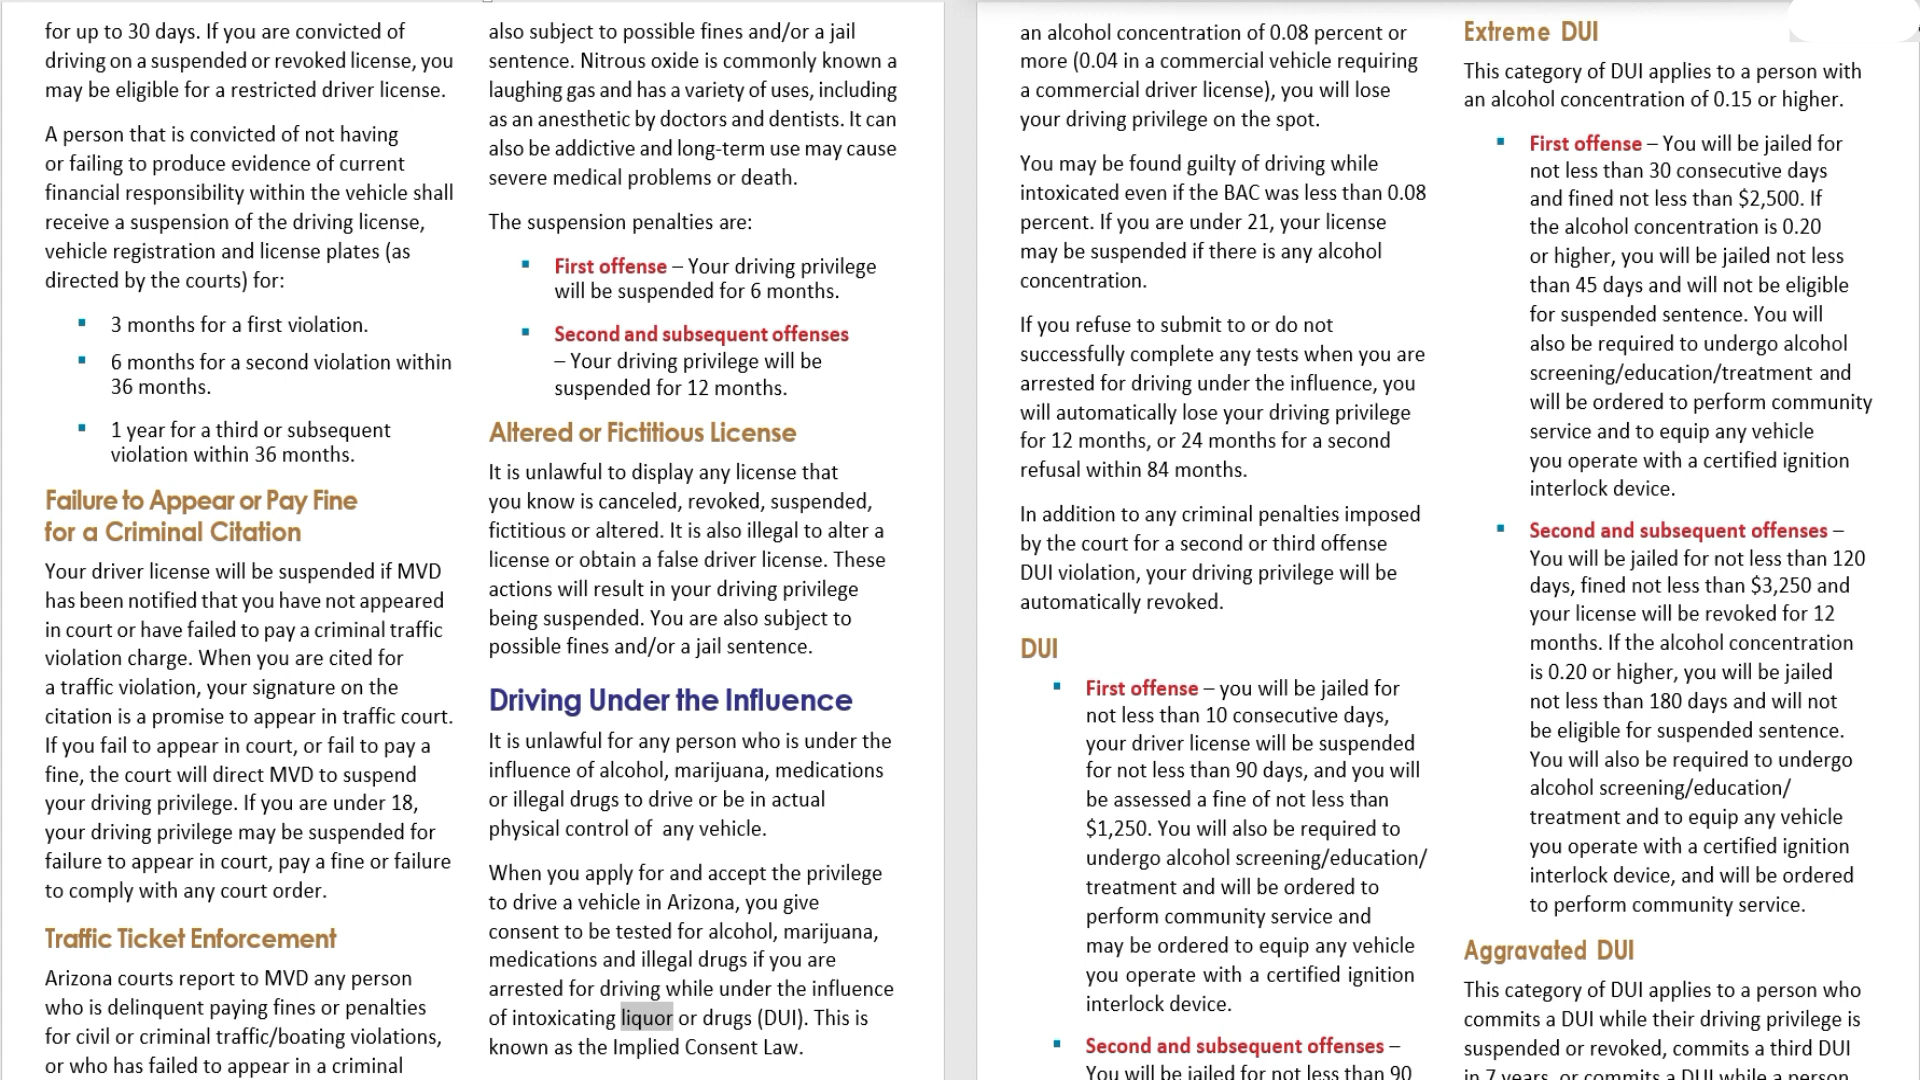 for up to 30 days. If you are convicted of
driving on a suspended or revoked license, you
may be eligible for a restricted driver license.
A person that is convicted of not having
or failing to produce evidence of current
financial responsibility within the vehicle shall
receive a suspension of the driving license,
vehicle registration and license plates (as
directed by the courts) for:
▪ 3 months for a first violation.
▪ 6 months for a second violation within
36 months.
▪ 1 year for a third or subsequent
violation within 36 months.
Failure to Appear or Pay Fine
for a Criminal Citation
Your driver license will be suspended if MVD
has been notified that you have not appeared
in court or have failed to pay a criminal traffic
violation charge. When you are cited for
a traffic violation, your signature on the
citation is a promise to appear in traffic court.
If you fail to appear in court, or fail to pay a
fine, the court will direct MVD to suspend
your driving privilege. If you are under 18,
your driving privilege may be suspended for
failure to appear in court, pay a fine or failure
to comply with any court order.
Traffic Ticket Enforcement
Arizona courts report to MVD any person
who is delinquent paying fines or penalties
for civil or criminal traffic/boating violations,
or who has failed to appear in a criminal
also subject to possible fines and/or a jail
sentence. Nitrous oxide is commonly known a
laughing gas and has a variety of uses, including
as an anesthetic by doctors and dentists. It can
also be addictive and long-term use may cause
severe medical problems or death.
The suspension penalties are:
▪ First offense – Your driving privilege
will be suspended for 6 months.
▪ Second and subsequent offenses
– Your driving privilege will be
suspended for 12 months.
Altered or Fictitious License
It is unlawful to display any license that
you know is canceled, revoked, suspended,
fictitious or altered. It is also illegal to alter a
license or obtain a false driver license. These
actions will result in your driving privilege
being suspended. You are also subject to
possible fines and/or a jail sentence.
Driving Under the Influence
It is unlawful for any person who is under the
influence of alcohol, marijuana, medications
or illegal drugs to drive or be in actual
physical control of any vehicle.
When you apply for and accept the privilege
to drive a vehicle in Arizona, you give
consent to be tested for alcohol, marijuana,
medications and illegal drugs if you are
arrested for driving while under the influence
of intoxicating liquor or drugs (DUI). This is
known as the Implied Consent Law.
an alcohol concentration of 0.08 percent or
more (0.04 in a commercial vehicle requiring
a commercial driver license), you will lose
your driving privilege on the spot.
You may be found guilty of driving while
intoxicated even if the BAC was less than 0.08
percent. If you are under 21, your license
may be suspended if there is any alcohol
concentration.
If you refuse to submit to or do not
successfully complete any tests when you are
arrested for driving under the influence, you
will automatically lose your driving privilege
for 12 months, or 24 months for a second
refusal within 84 months.
In addition to any criminal penalties imposed
by the court for a second or third offense
DUI violation, your driving privilege will be
automatically revoked.
DUI
▪ First offense – you will be jailed for
not less than 10 consecutive days,
your driver license will be suspended
for not less than 90 days, and you will
be assessed a fine of not less than
$1,250. You will also be required to
undergo alcohol screening/education/
treatment and will be ordered to
perform community service and
may be ordered to equip any vehicle
you operate with a certified ignition
interlock device.
▪ Second and subsequent offenses –
You will be jailed for not less than 90
Extreme DUI
This category of DUI applies to a person with
an alcohol concentration of 0.15 or higher.
▪ First offense – You will be jailed for
not less than 30 consecutive days
and fined not less than $2,500. If
the alcohol concentration is 0.20
or higher, you will be jailed not less
than 45 days and will not be eligible
for suspended sentence. You will
also be required to undergo alcohol
screening/education/treatment and
will be ordered to perform community
service and to equip any vehicle
you operate with a certified ignition
interlock device.
▪ Second and subsequent offenses –
You will be jailed for not less than 120
days, fined not less than $3,250 and
your license will be revoked for 12
months. If the alcohol concentration
is 0.20 or higher, you will be jailed
not less than 180 days and will not
be eligible for suspended sentence.
You will also be required to undergo
alcohol screening/education/
treatment and to equip any vehicle
you operate with a certified ignition
interlock device, and will be ordered
to perform community service.
Aggravated DUI
This category of DUI applies to a person who
commits a DUI while their driving privilege is
suspended or revoked, commits a third DUI
in 7 years, or commits a DUI while a person